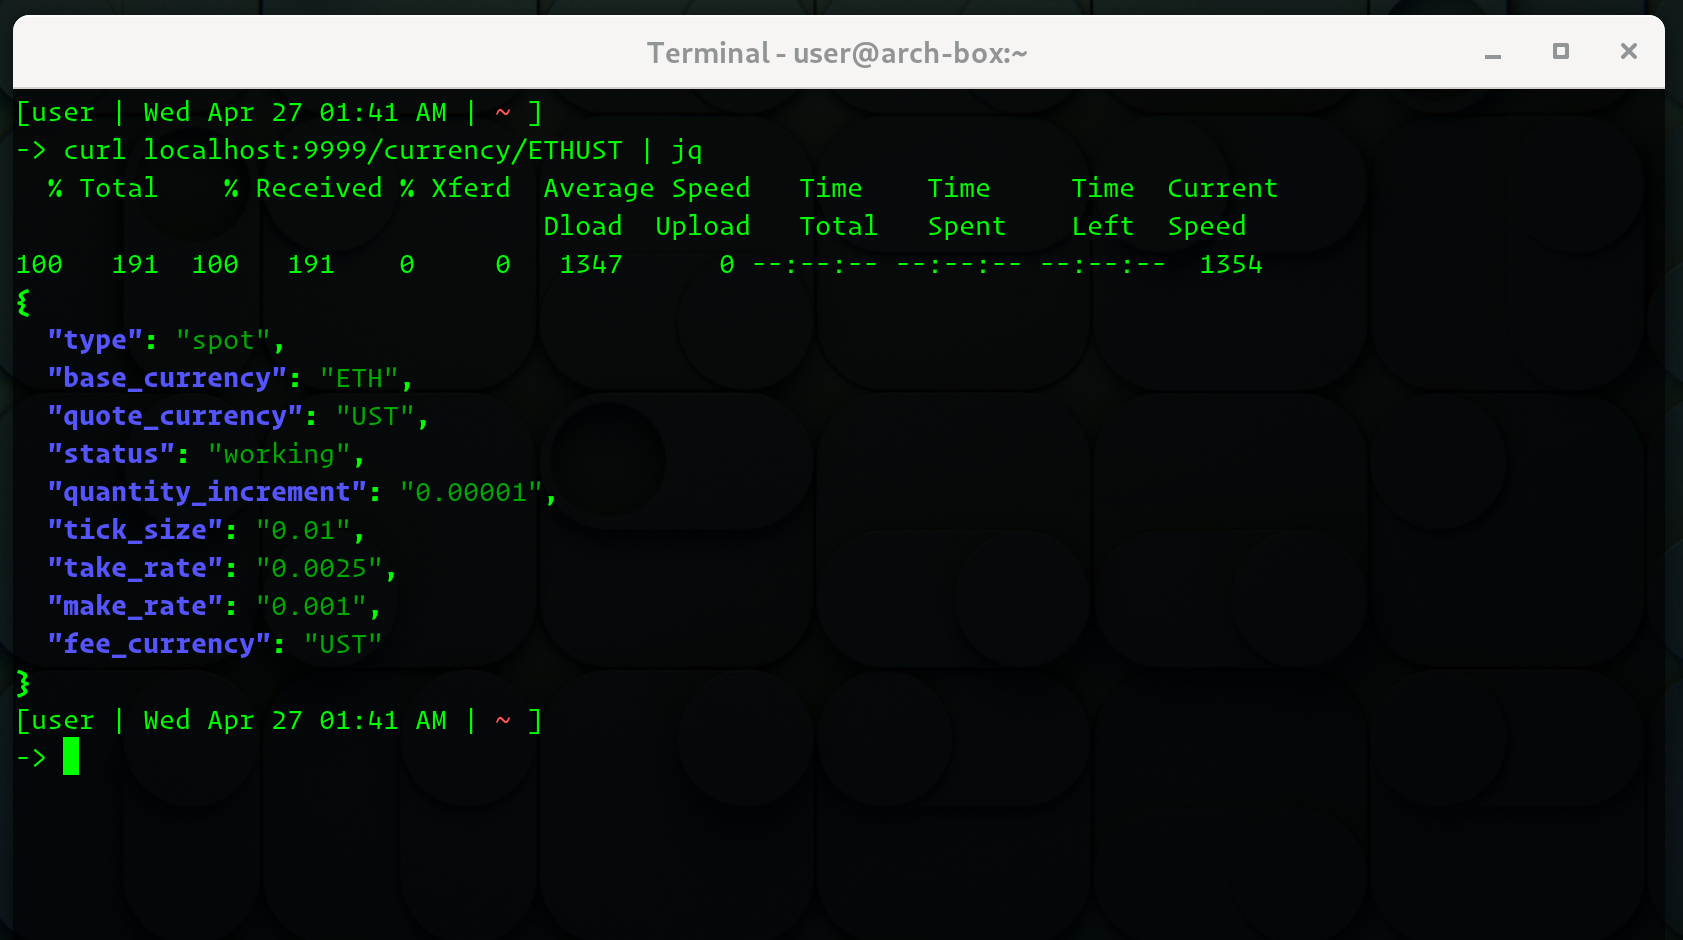 Terminal - user@arch-box:~
[user | Wed Apr 27 01:41 AM | ~ ]
-> curl localhost:9999/currency/ETHUST | jq
  % Total    % Received % Xferd  Average Speed   Time    Time     Time  Current
                                 Dload  Upload   Total   Spent    Left  Speed
100   191  100   191    0     0   1347      0 --:--:-- --:--:-- --:--:--  1354
{
  "type": "spot",
  "base_currency": "ETH",
  "quote_currency": "UST",
  "status": "working",
  "quantity_increment": "0.00001",
  "tick_size": "0.01",
  "take_rate": "0.0025",
  "make_rate": "0.001",
  "fee_currency": "UST"
}
[user | Wed Apr 27 01:41 AM | ~ ]
->